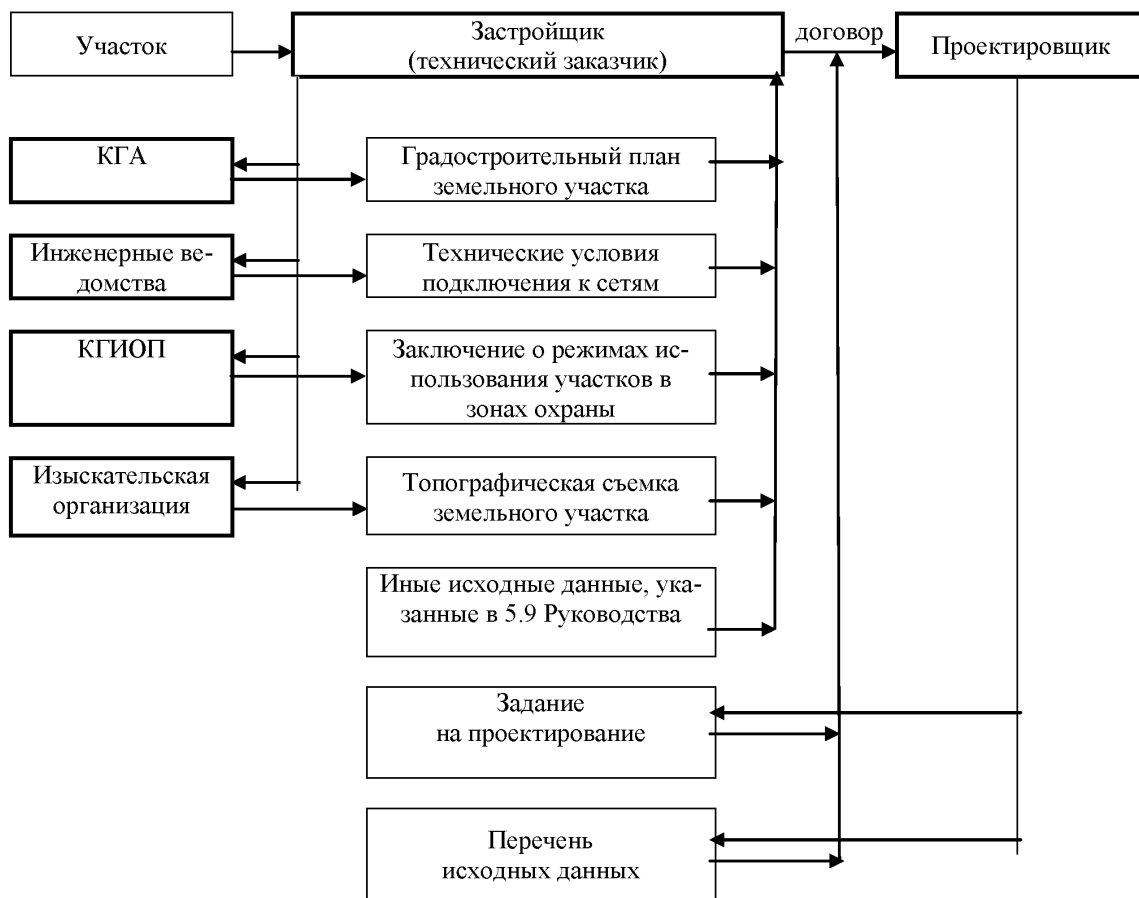 Участок
Застройщик
(технический заказчик)
договор
Проектировщик
КГА
Градостроительный план
земельного участка
Инженерные ве-
домства
Технические условия
подключения к сетям
КГИОП
Заключение о режимах ис-
пользования участков в
зонах охраны
Изыскательская
организация
Топографическая съемка
земельного участка
Иные исходные данные, ука-
занные в 5.9 Руководства
Задание
на проектирование
Перечень
исходных данных